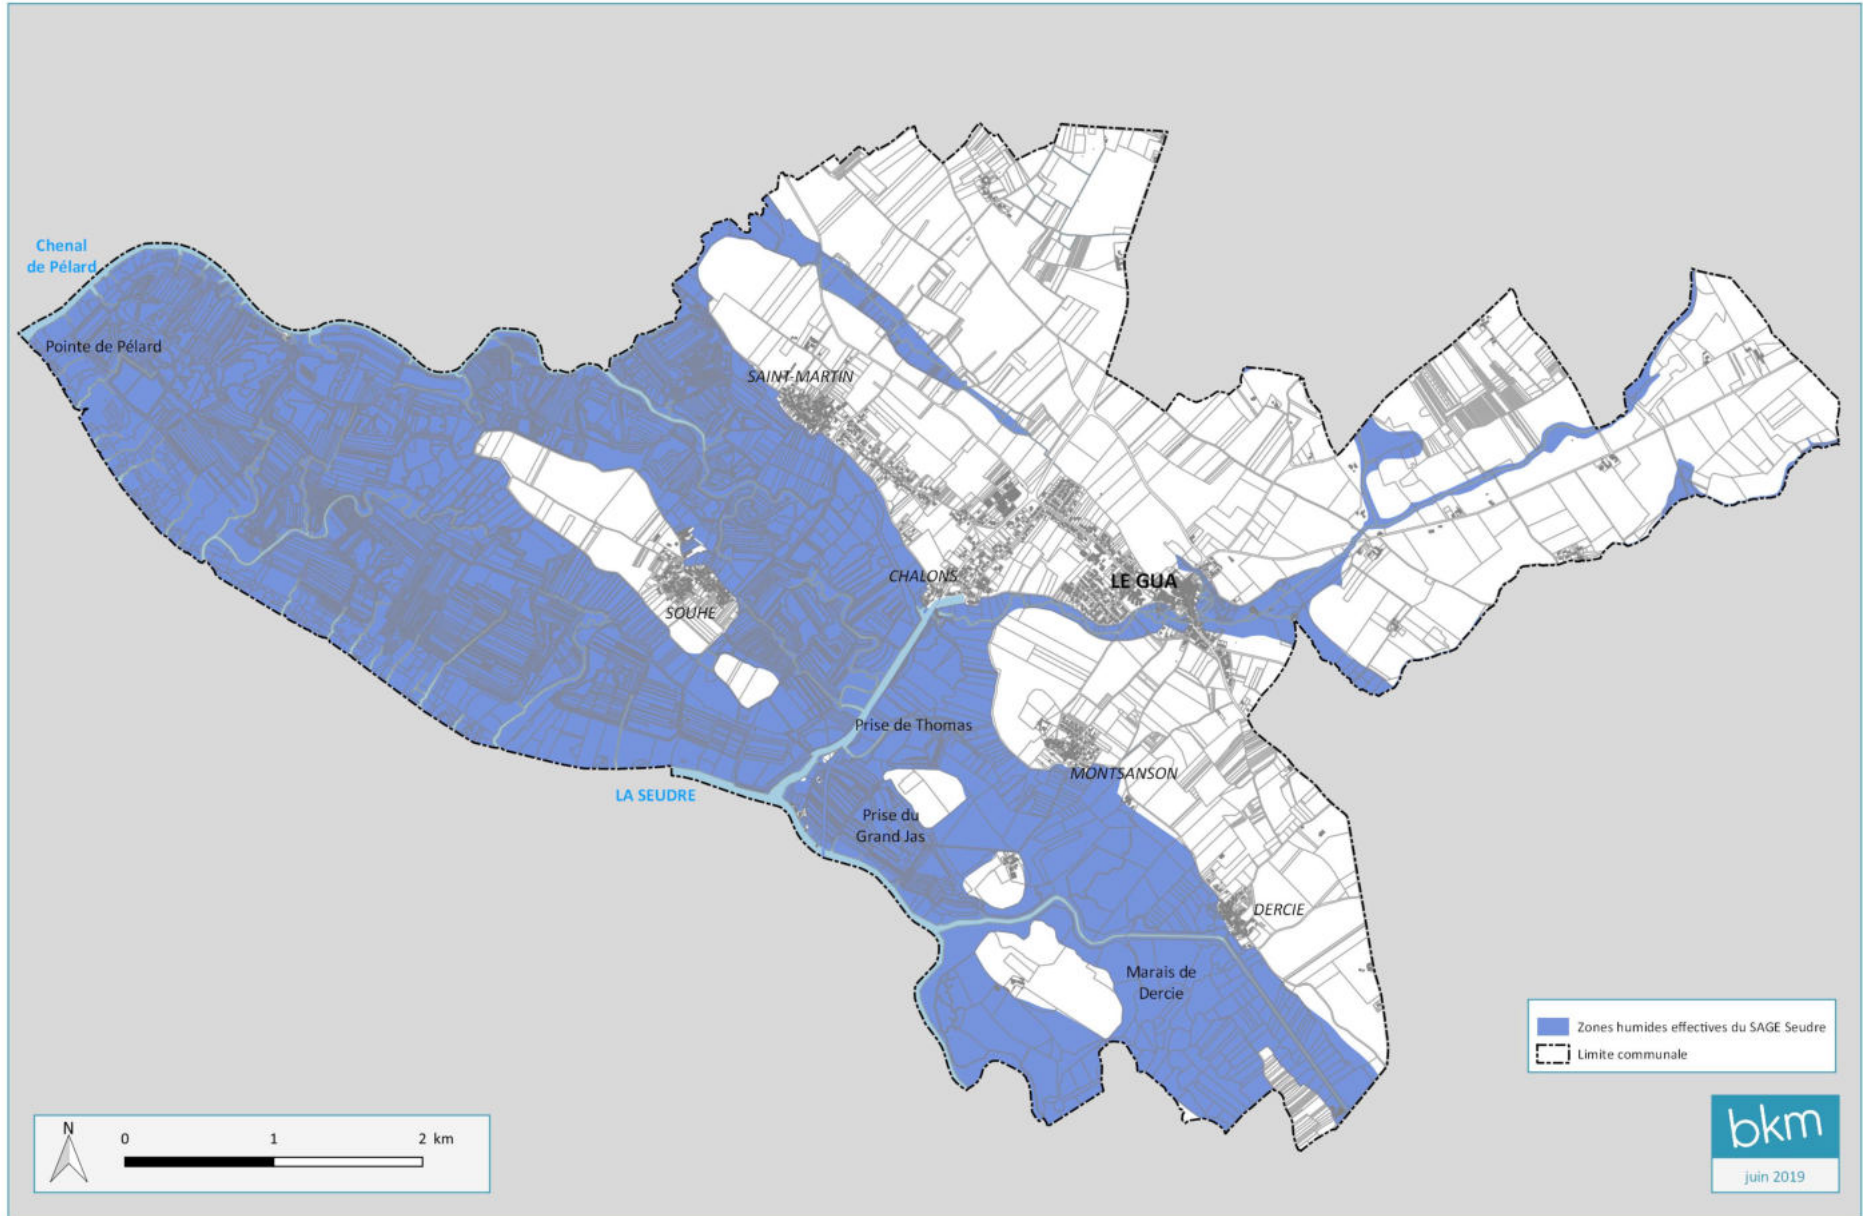 Chenal
de Pélard
Pointe de Pélard
SAINT-MARTIN
CHALONS
LE GUA
SOUHE
Prise de Thomas
MONTSANSON
LA SEUDRE
Prise du
Grand Jas
DERCIE
Marais de
Dercie
Zones humides effectives du SAGE Seudre
Limite communale
N
0 1 2 km
bkm
juin 2019